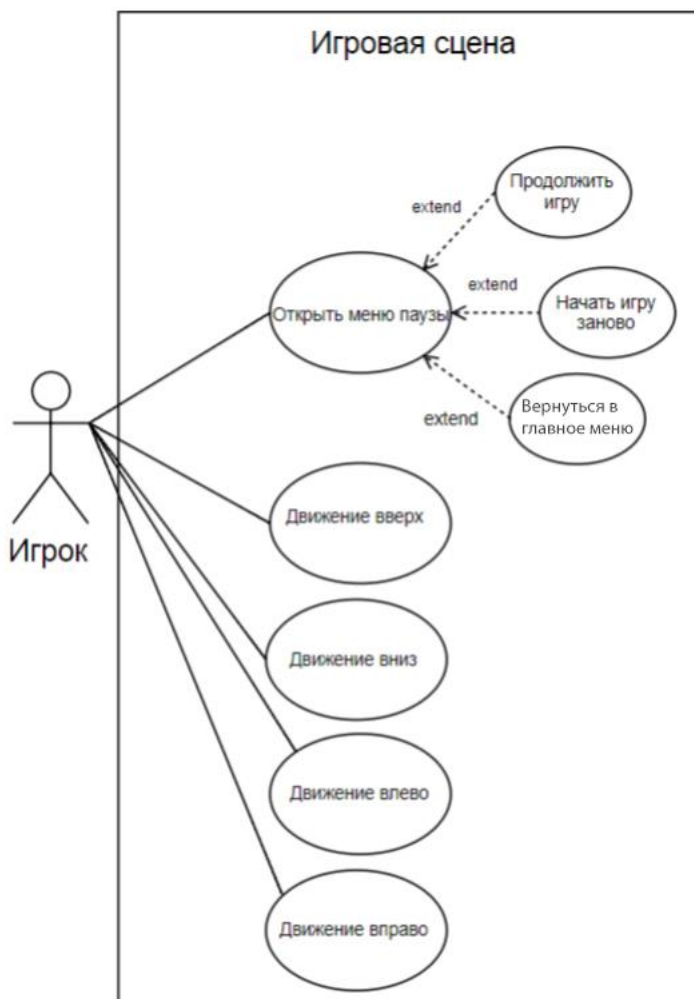 Игровая сцена
Продолжить
игру
extend
extend
Открыть меню паузы
Начать игру
заново
Вернуться в
главное меню
extend
Движение вверх
Игрок
Движение вниз
Движение влево
Движение вправо